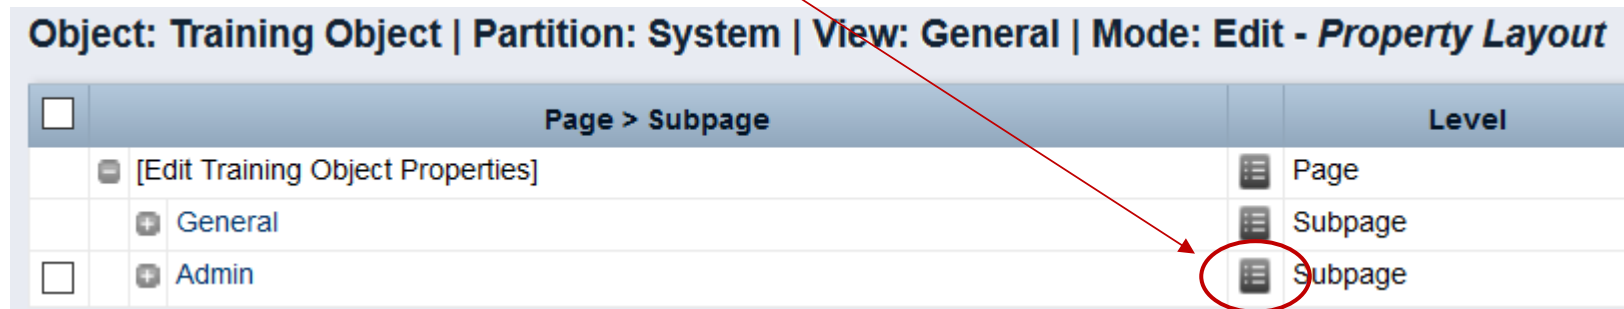 Object: Training Object | Partition: System | View: General | Mode: Edit - Property Layout
Page > Subpage Level
[Edit Training Object Properties] Page
General Subpage
Admin Subpage